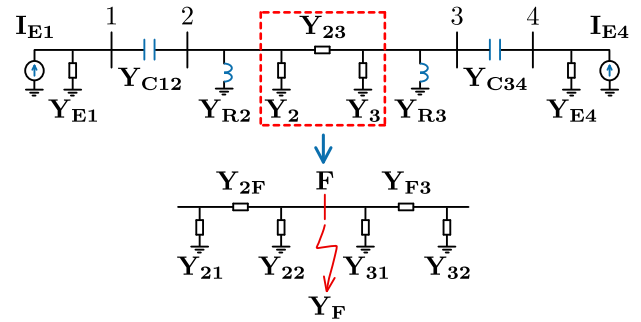 I_E1 1 2 Y_23 3 4 I_E4
Y_E1 Y_C12 Y_R2 Y_2 Y_3 Y_R3 Y_C34 Y_E4
Y_2F F Y_F3
Y_21 Y_22 Y_31 Y_32
Y_F